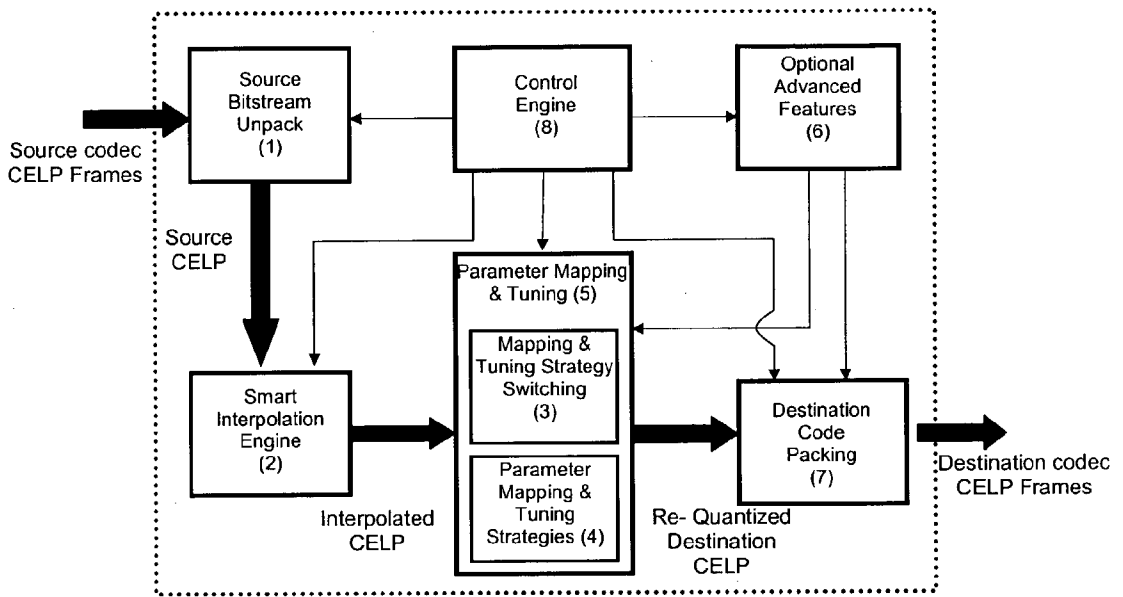 Source
Bitstream
Unpack
(1)
Control
Engine
(8)
Optional
Advanced
Features
(6)
Source codec
CELP Frames
Source
CELP
Parameter Mapping
& Tuning (5)
Mapping &
Tuning Strategy
Switching
(3)
Parameter
Mapping &
Tuning
Strategies (4)
Smart
Interpolation
Engine
(2)
Interpolated
CELP
Re- Quantized
Destination
CELP
Destination
Code
Packing
(7)
Destination codec
CELP Frames